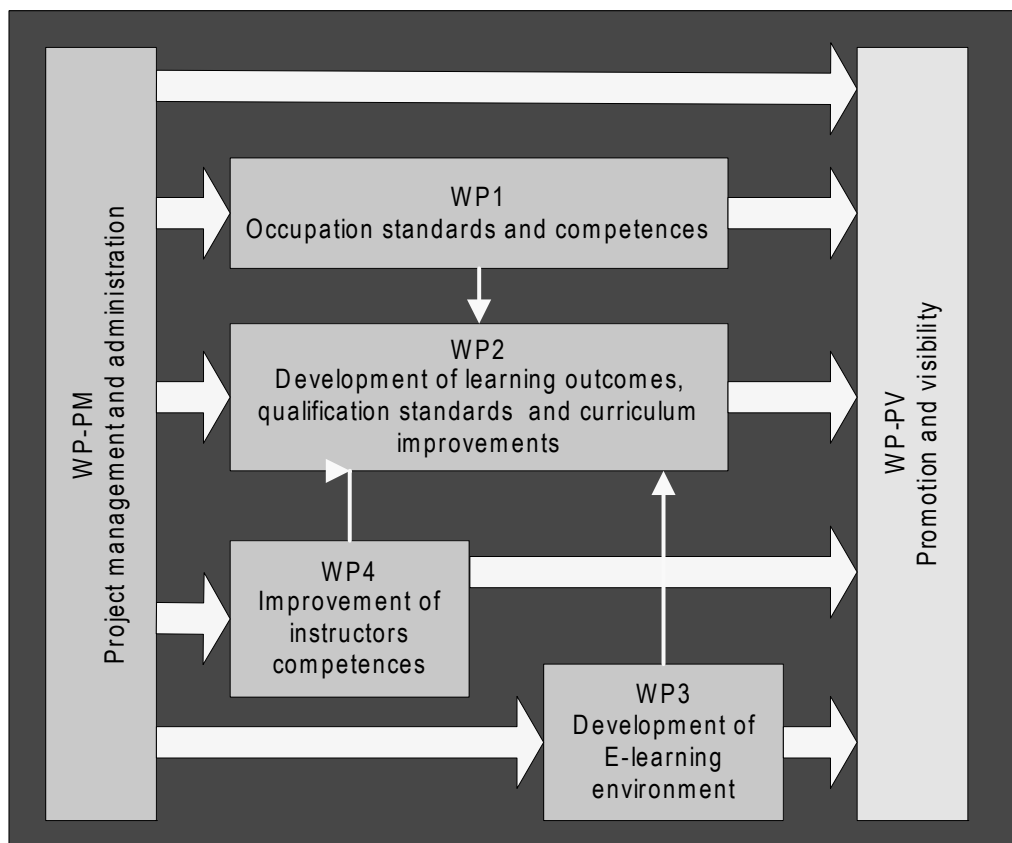 WP-PM
Project management and administration
WP1
Occupation standards and competences
WP2
Development of learning outcomes,
qualification standards and curriculum
improvements
WP4
Improvement of
instructors
competences
WP3
Development of
E-learning
environment
WP-PV
Promotion and visibility